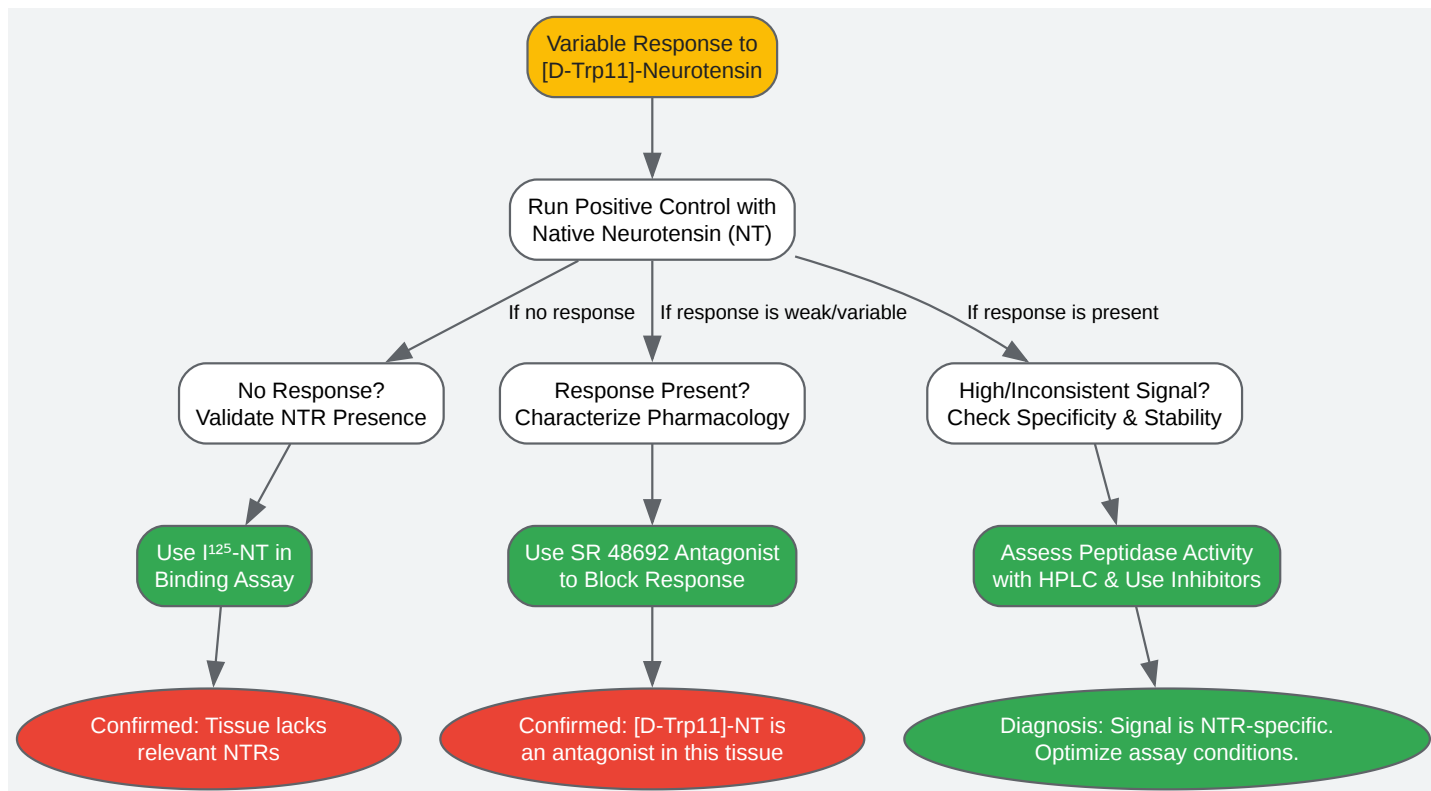 Variable Response to
[D-Trp11]-Neurotensin
Run Positive Control with
Native Neurotensin (NT)
If no response
If response is weak/variable
If response is present
No Response?
Validate NTR Presence
Response Present?
Characterize Pharmacology
High/Inconsistent Signal?
Check Specificity & Stability
Use I¹²⁵-NT in
Binding Assay
Use SR 48692 Antagonist
to Block Response
Assess Peptidase Activity
with HPLC & Use Inhibitors
Confirmed: Tissue lacks
relevant NTRs
Confirmed: [D-Trp11]-NT is
an antagonist in this tissue
Diagnosis: Signal is NTR-specific.
Optimize assay conditions.